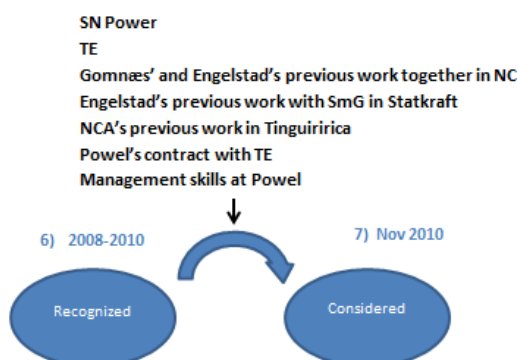 SN Power
TE
Gomnæs' and Engelstad's previous work together in NC
Engelstad's previous work with SmG in Statkraft
NCA's previous work in Tinguiririca
Powel's contract with TE
Management skills at Powel
6) 2008-2010
7) Nov 2010
Recognized
Considered